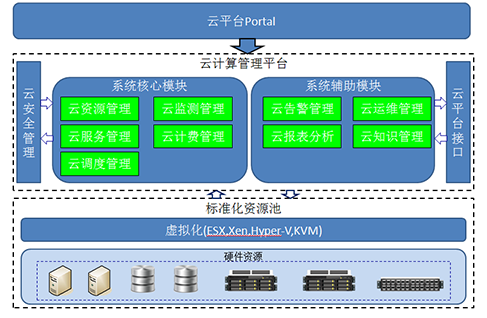 云平台Portal
云计算管理平台
云安全管理
系统核心模块
云资源管理
云监测管理
云服务管理
云计费管理
云调度管理
系统辅助模块
云告警管理
云运维管理
云报表分析
云知识管理
云平台接口
标准化资源池
虚拟化(ESX,Xen,Hyper-V,KVM)
硬件资源